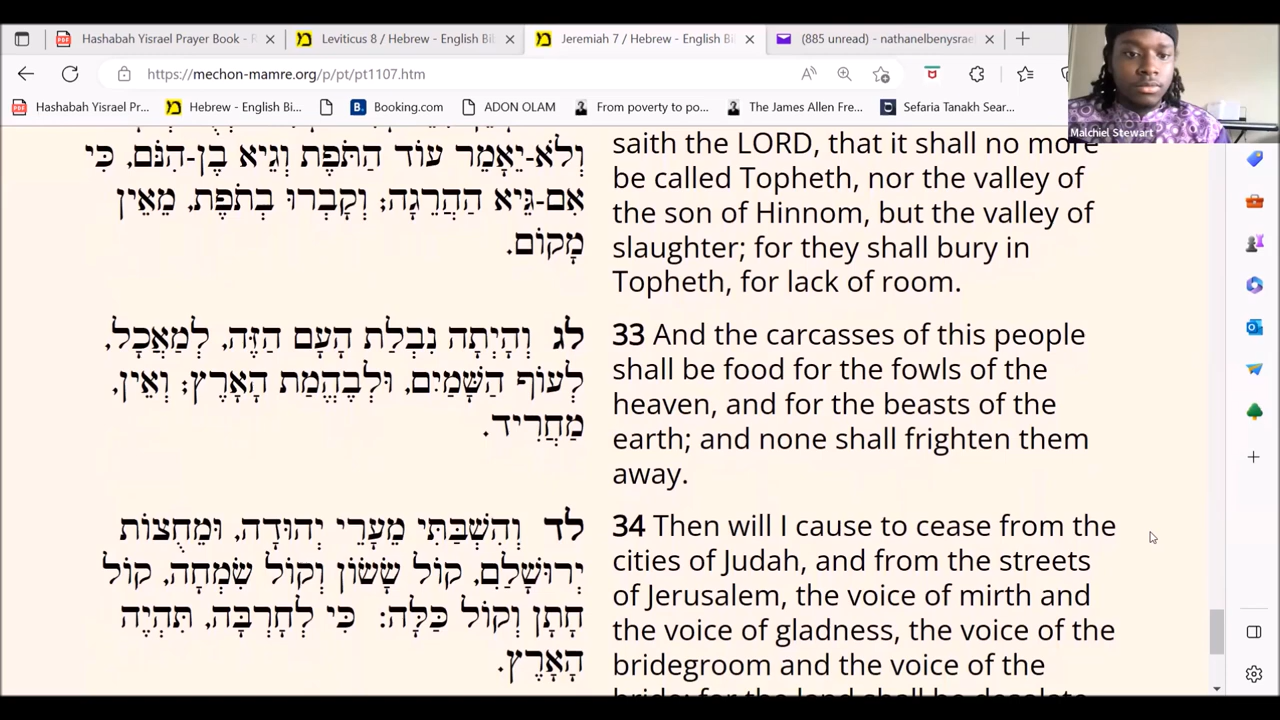 Hashabah Yisrael Prayer Book - R
Leviticus 8 / Hebrew - English Bi
Jeremiah 7 / Hebrew - English Bib
(885 unread) - nathanelbenysrae
https://mechon-mamre.org/p/pt/pt1107.htm
Hashabah Yisrael Pr...
Hebrew - English Bi...
Booking.com
ADON OLAM
From poverty to po...
The James Allen Fre...
Sefaria Tanakh Sear...
Malchiel Stewart
וְלֹא-יֵאָמֵר עוֹד הַתֹּפֶת וְגֵיא בֶן-הִנֹּם, כִּי
אִם-גֵּיא הַהֲרֵגָה; וְקָבְרוּ בְתֹפֶת, מֵאֵין
מָקוֹם.
saith the LORD, that it shall no more
be called Topheth, nor the valley of
the son of Hinnom, but the valley of
slaughter; for they shall bury in
Topheth, for lack of room.
לג וְהָיְתָה נִבְלַת הָעָם הַזֶּה, לְמַאֲכָל,
לְעוֹף הַשָּׁמַיִם, וּלְבֶהֱמַת הָאָרֶץ; וְאֵין,
מַחֲרִיד.
33 And the carcasses of this people
shall be food for the fowls of the
heaven, and for the beasts of the
earth; and none shall frighten them
away.
לד וְהִשְׁבַּתִּי מֵעָרֵי יְהוּדָה, וּמֵחֻצוֹת
יְרוּשָׁלִַם, קוֹל שָׂשׂוֹן וְקוֹל שִׂמְחָה, קוֹל
חָתָן וְקוֹל כַּלָּה: כִּי לְחָרְבָּה, תִּהְיֶה
הָאָרֶץ.
34 Then will I cause to cease from the
cities of Judah, and from the streets
of Jerusalem, the voice of mirth and
the voice of gladness, the voice of the
bridegroom and the voice of the
bride; for the land shall be desolate